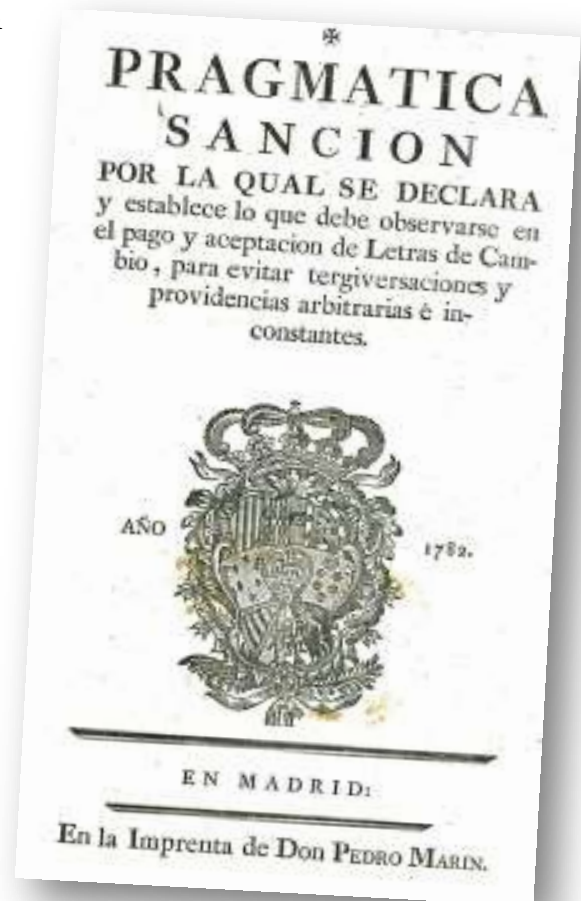 PRAGMATICA
SANCION
POR LA QUAL SE DECLARA
y establece lo que debe observarse en
el pago y aceptacion de Letras de Cam-
bio, para evitar tergiversaciones y
providencias arbitrarias è in-
constantes.
AÑO 1782.
EN MADRID:
En la Imprenta de Don PEDRO MARIN.